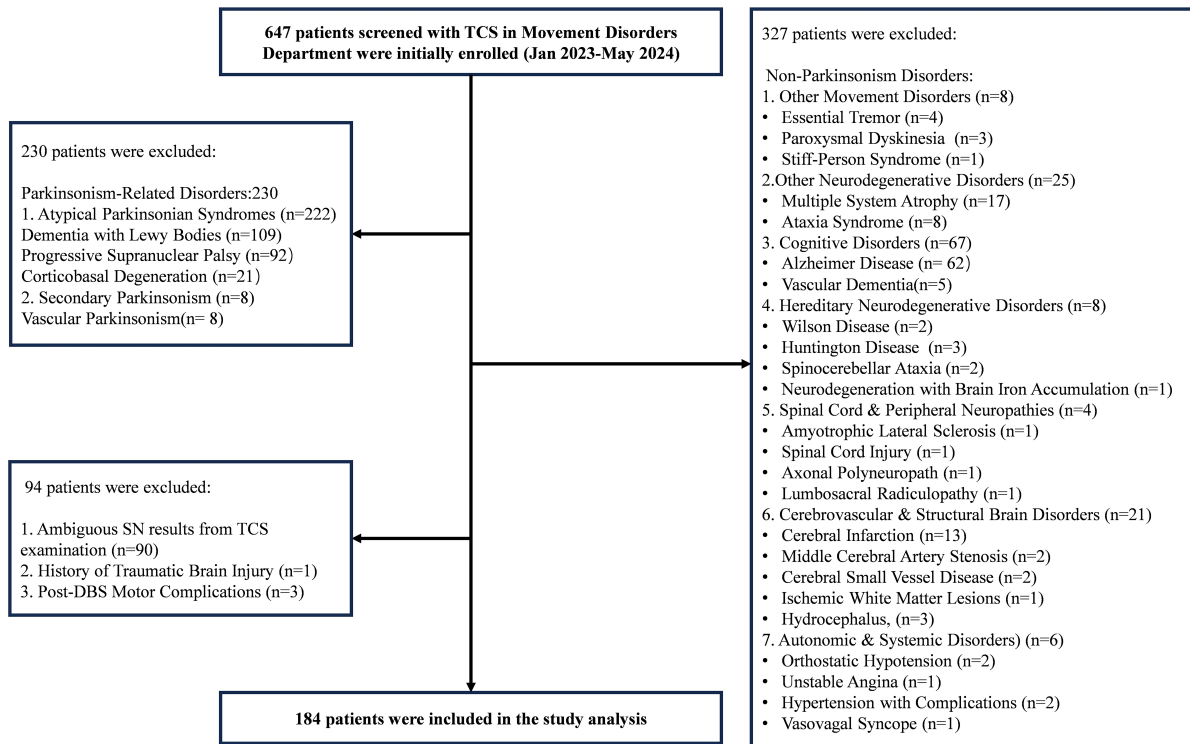 647 patients screened with TCS in Movement Disorders
Department were initially enrolled (Jan 2023-May 2024)
230 patients were excluded:
Parkinsonism-Related Disorders:230
1. Atypical Parkinsonian Syndromes (n=222)
Dementia with Lewy Bodies (n=109)
Progressive Supranuclear Palsy (n=92）
Corticobasal Degeneration (n=21）
2. Secondary Parkinsonism (n=8)
Vascular Parkinsonism(n= 8)
327 patients were excluded:
Non-Parkinsonism Disorders:
1. Other Movement Disorders (n=8)
• Essential Tremor (n=4)
• Paroxysmal Dyskinesia  (n=3)
• Stiff-Person Syndrome (n=1)
2.Other Neurodegenerative Disorders (n=25)
• Multiple System Atrophy (n=17)
• Ataxia Syndrome (n=8)
3. Cognitive Disorders (n=67)
• Alzheimer Disease (n= 62）
• Vascular Dementia(n=5)
4. Hereditary Neurodegenerative Disorders (n=8)
• Wilson Disease (n=2)
• Huntington Disease  (n=3)
• Spinocerebellar Ataxia (n=2)
• Neurodegeneration with Brain Iron Accumulation (n=1)
5. Spinal Cord & Peripheral Neuropathies (n=4)
• Amyotrophic Lateral Sclerosis (n=1)
• Spinal Cord Injury (n=1)
• Axonal Polyneuropath (n=1)
• Lumbosacral Radiculopathy (n=1)
6. Cerebrovascular & Structural Brain Disorders (n=21)
• Cerebral Infarction (n=13)
• Middle Cerebral Artery Stenosis (n=2)
• Cerebral Small Vessel Disease (n=2)
• Ischemic White Matter Lesions (n=1)
• Hydrocephalus, (n=3)
7. Autonomic & Systemic Disorders) (n=6)
• Orthostatic Hypotension (n=2)
• Unstable Angina (n=1)
• Hypertension with Complications (n=2)
• Vasovagal Syncope (n=1)
94 patients were excluded:
1. Ambiguous SN results from TCS
examination (n=90)
2. History of Traumatic Brain Injury (n=1)
3. Post-DBS Motor Complications (n=3)
184 patients were included in the study analysis